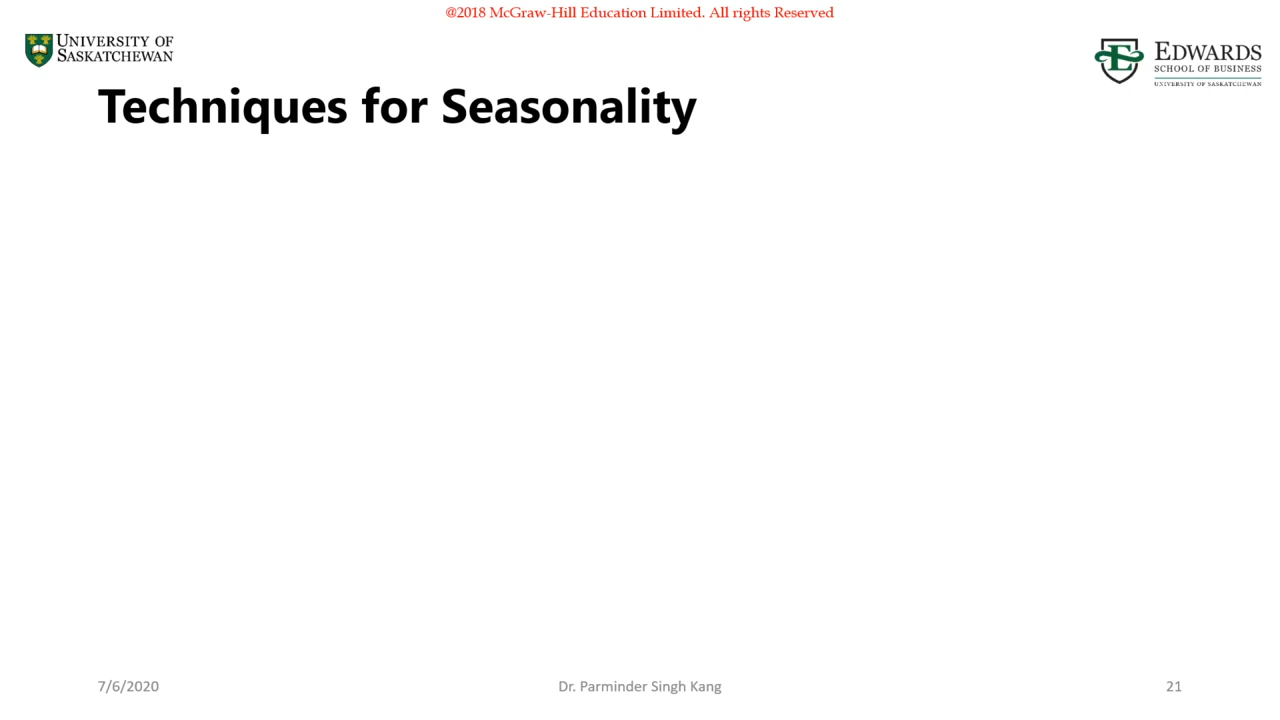 @2018 McGraw-Hill Education Limited. All rights Reserved
UNIVERSITY OF
SASKATCHEWAN
EDWARDS
SCHOOL OF BUSINESS
UNIVERSITY OF SASKATCHEWAN
Techniques for Seasonality
7/6/2020
Dr. Parminder Singh Kang
21